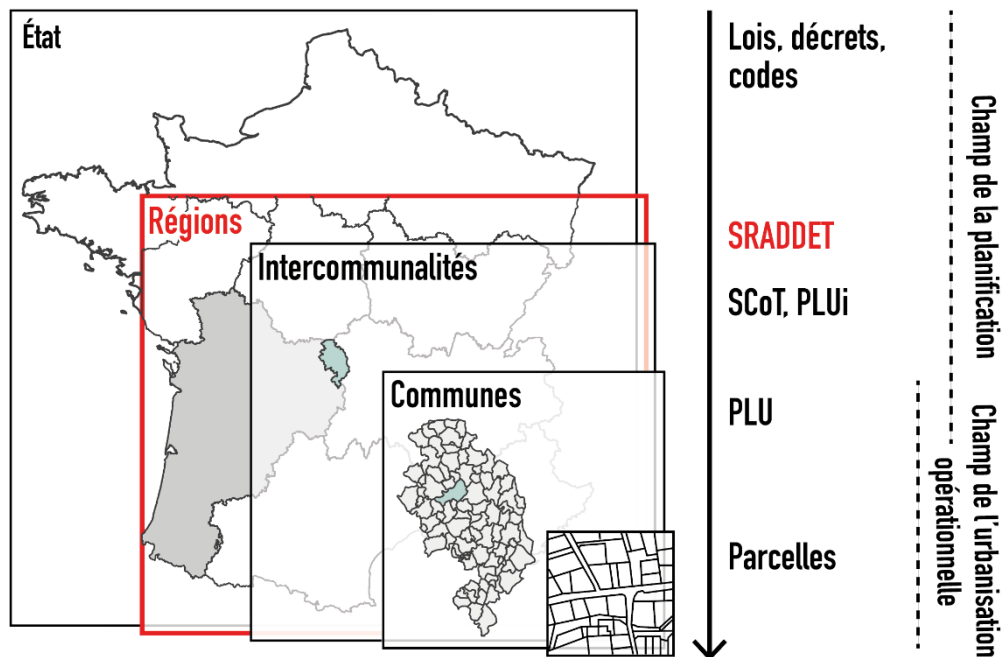 État
Régions
Intercommunalités
Communes
Lois, décrets,
codes
SRADDET
SCoT, PLUi
PLU
Parcelles
Champ de la planification
Champ de l'urbanisation
opérationnelle